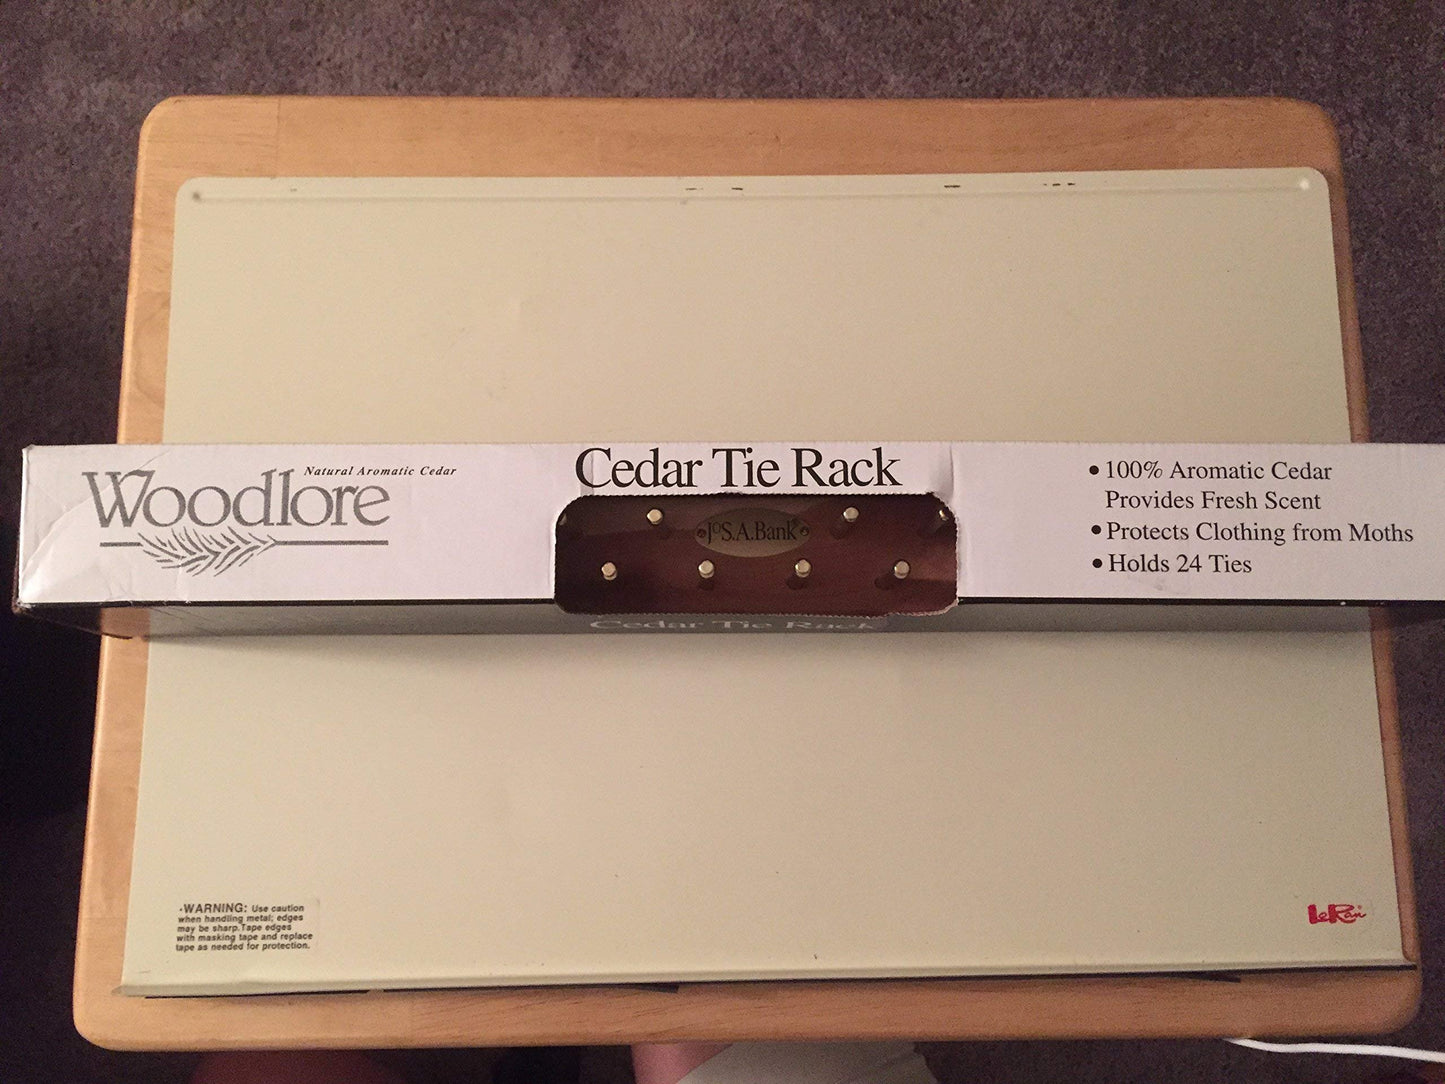 Woodlore
Natural Aromatic Cedar
Cedar Tie Rack
JoS.A.Bank®
• 100% Aromatic Cedar
Provides Fresh Scent
• Protects Clothing from Moths
• Holds 24 Ties
Cedar Tie Rack
-WARNING: Use caution
when handling metal; edges
may be sharp. Tape edges
with masking tape and replace
tape as needed for protection.
LeRan®